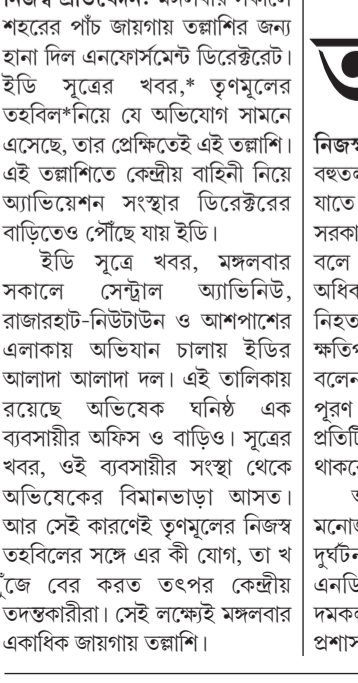 নিজস্ব প্রতিবেদন: মঙ্গলবার সকালে
শহরের পাঁচ জায়গায় তল্লাশির জন্য
হানা দিল এনফোর্সমেন্ট ডিরেক্টরেট।
ইডি সূত্রের খবর,* তৃণমূলের
তহবিল*নিয়ে যে অভিযোগ সামনে
এসেছে, তার প্রেক্ষিতেই এই তল্লাশি।
এই তল্লাশিতে কেন্দ্রীয় বাহিনী নিয়ে
অ্যাভিয়েশন সংস্থার ডিরেক্টরের
বাড়িতেও পৌঁছে যায় ইডি।
ইডি সূত্রে খবর, মঙ্গলবার
সকালে সেন্ট্রাল অ্যাভিনিউ,
রাজারহাট-নিউটাউন ও আশপাশের
এলাকায় অভিযান চালায় ইডির
আলাদা আলাদা দল। এই তালিকায়
রয়েছে অভিষেক ঘনিষ্ঠ এক
ব্যবসায়ীর অফিস ও বাড়িও। সূত্রের
খবর, ওই ব্যবসায়ীর সংস্থা থেকে
অভিষেকের বিমানভাড়া আসত।
আর সেই কারণেই তৃণমূলের নিজস্ব
তহবিলের সঙ্গে এর কী যোগ, তা খ
ুঁজে বের করত তৎপর কেন্দ্রীয়
তদন্তকারীরা। সেই লক্ষ্যেই মঙ্গলবার
একাধিক জায়গায় তল্লাশি।
নিজস্ব
বহুতল
যাতে
সরকা
বলে
অধিক
নিহত
ক্ষতিপ
বলেন
পূরণ
প্রতিটি
থাকবে
মনোজ
দুর্ঘটন
এনডি
দমকল
প্রশাস